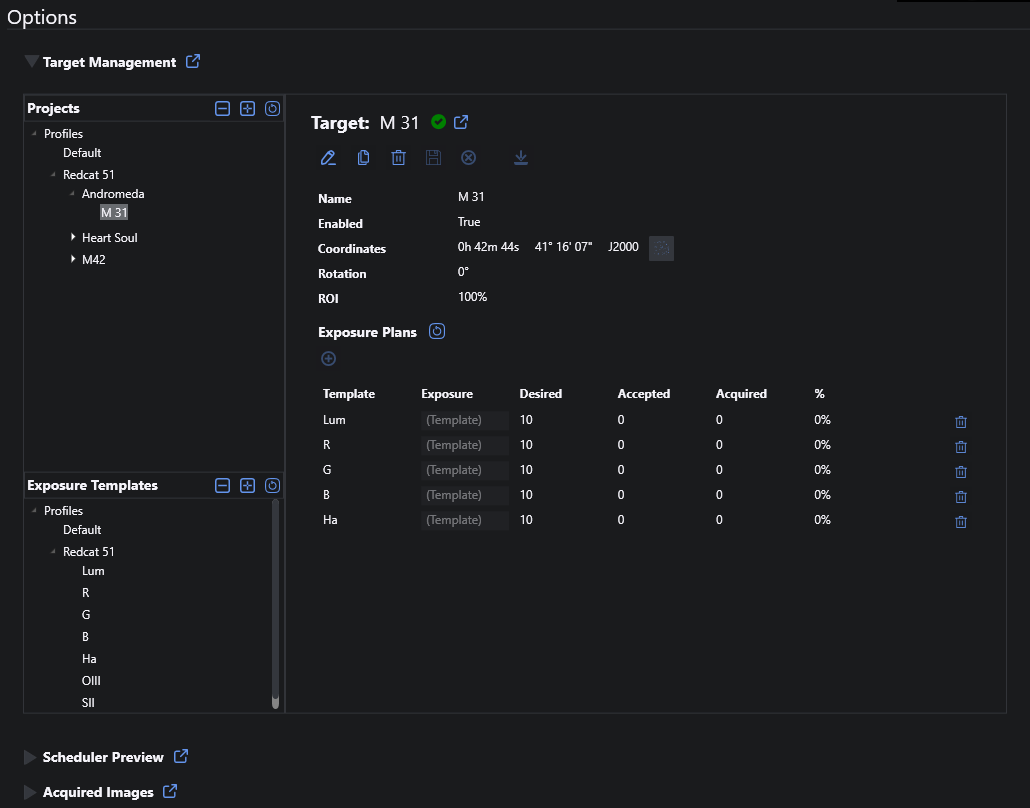 Options
Target Management
Projects
Profiles
Default
Redcat 51
Andromeda
M 31
Heart Soul
M42
Exposure Templates
Profiles
Default
Redcat 51
Lum
R
G
B
Ha
OIII
SII
Target: M 31
Name M 31
Enabled True
Coordinates 0h 42m 44s 41° 16' 07" J2000
Rotation 0°
ROI 100%
Exposure Plans
Template Exposure Desired Accepted Acquired %
Lum (Template) 10 0 0 0%
R (Template) 10 0 0 0%
G (Template) 10 0 0 0%
B (Template) 10 0 0 0%
Ha (Template) 10 0 0 0%
Scheduler Preview
Acquired Images